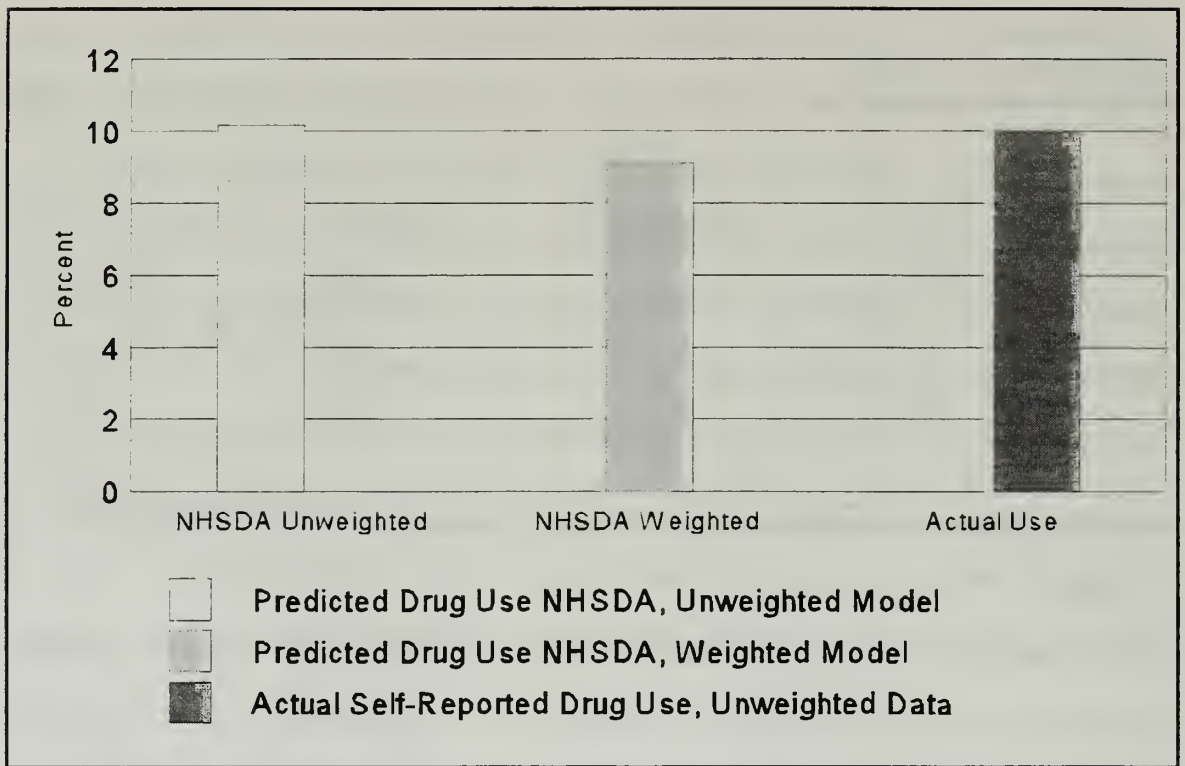 12
10
8
6
4
2
0
Percent
NHSDA Unweighted
NHSDA Weighted
Actual Use
Predicted Drug Use NHSDA, Unweighted Model
Predicted Drug Use NHSDA, Weighted Model
Actual Self-Reported Drug Use, Unweighted Data